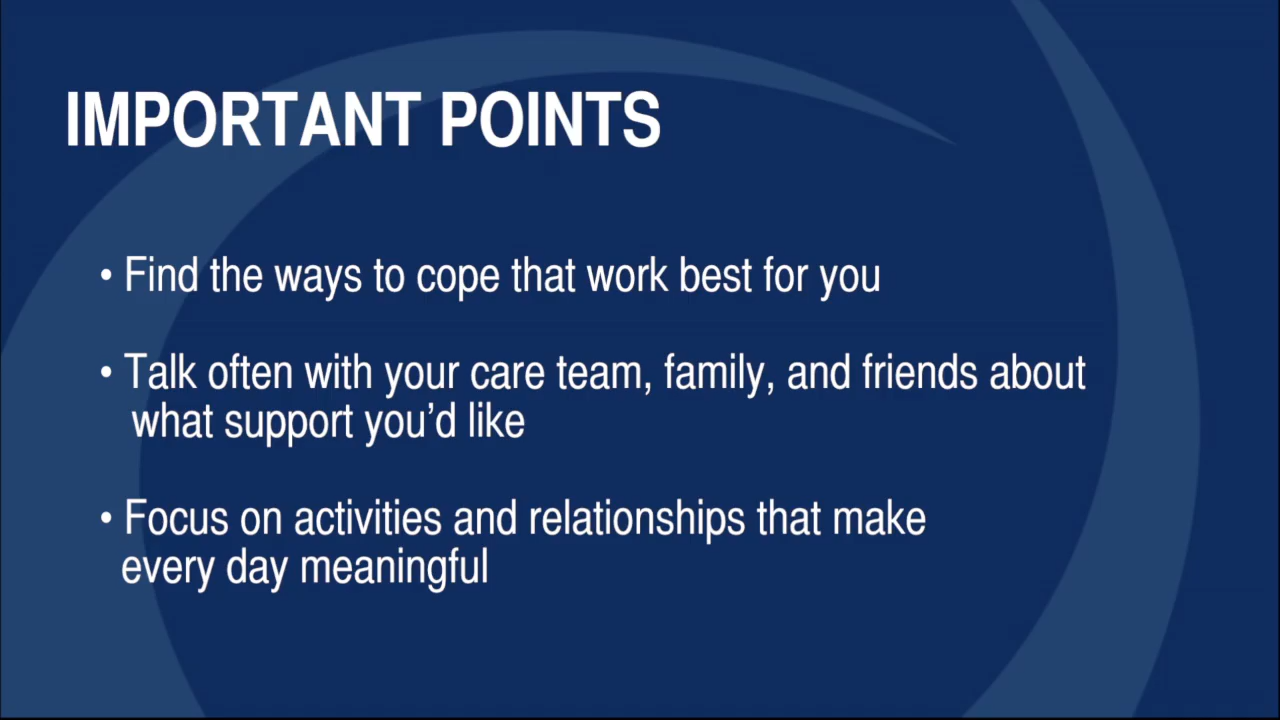 IMPORTANT POINTS
• Find the ways to cope that work best for you
• Talk often with your care team, family, and friends about
what support you’d like
• Focus on activities and relationships that make
every day meaningful